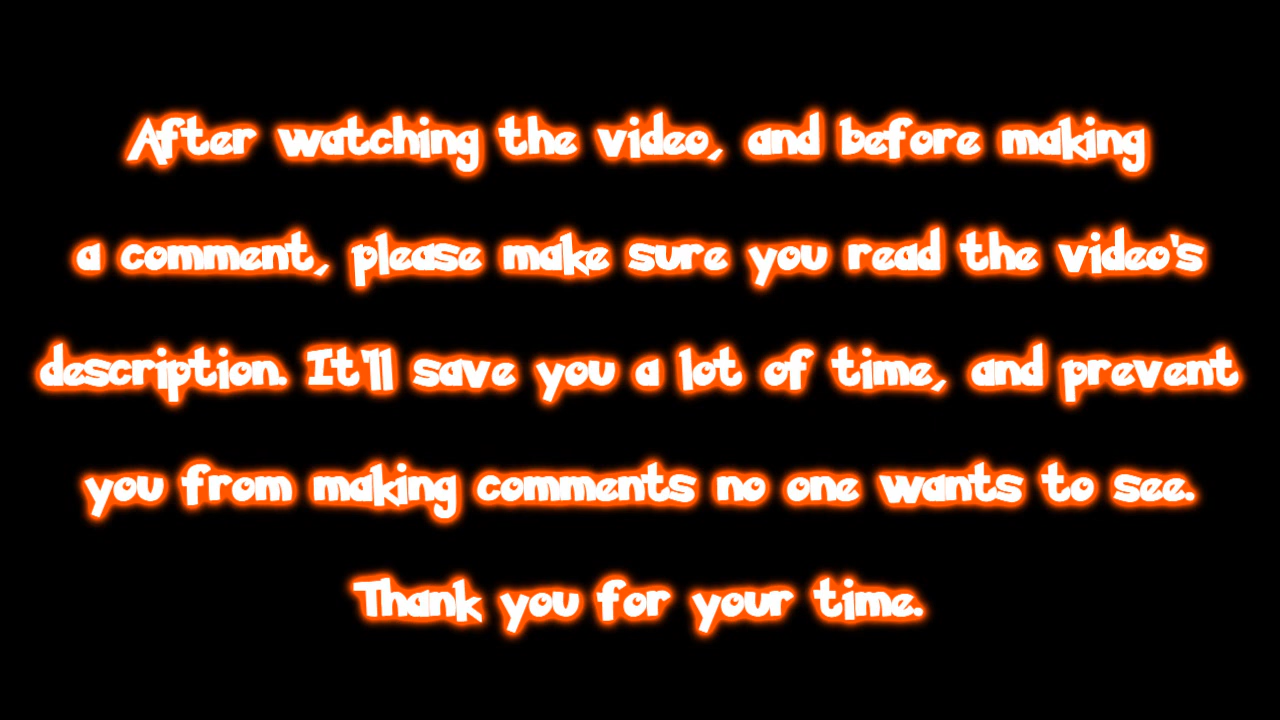 After watching the video, and before making
a comment, please make sure you read the video's
description. It'll save you a lot of time, and prevent
you from making comments no one wants to see.
Thank you for your time.